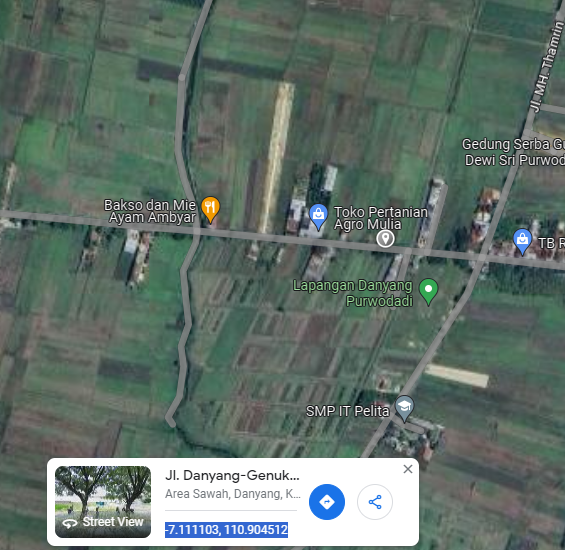 Jl. MH. Thamrin
Gedung Serba Gu
Dewi Sri Purwod
Bakso dan Mie
Ayam Ambyar
Toko Pertanian
Agro Mulia
TB R
Lapangan Danyang
Purwodadi
SMP IT Pelita
Jl. Danyang-Genuk...
Area Sawah, Danyang, K...
Street View
-7.111103, 110.904512